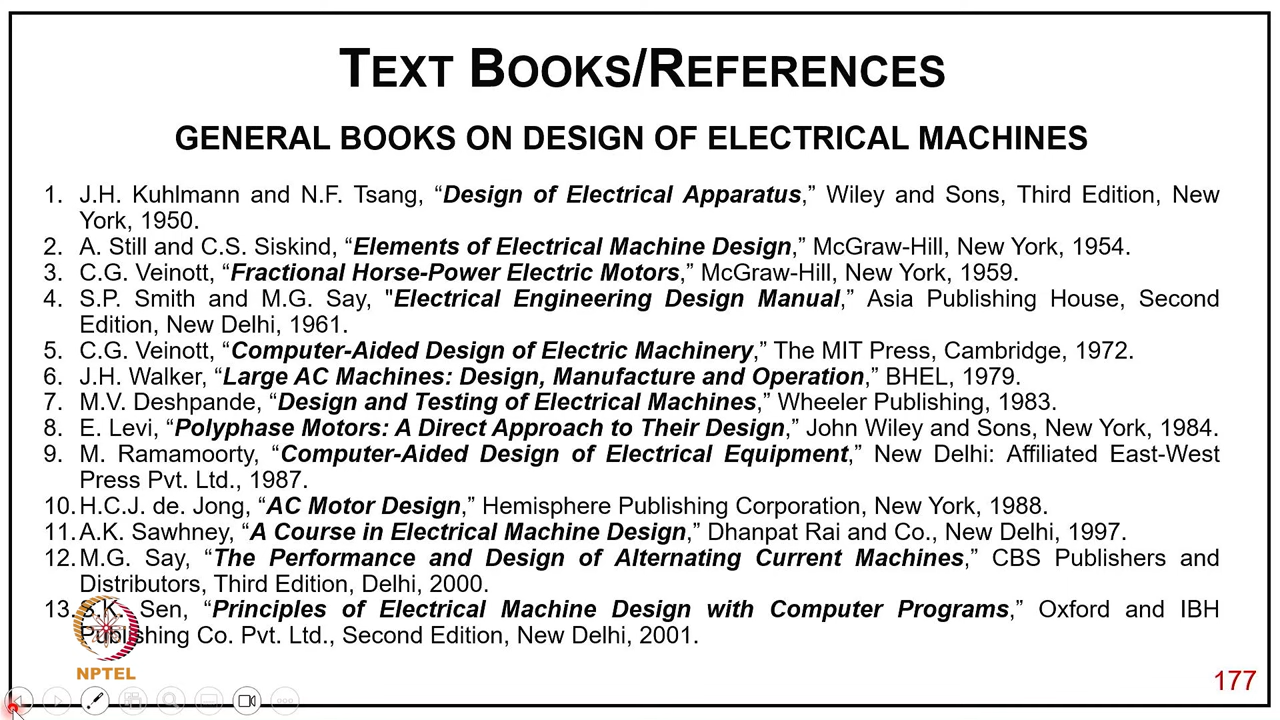 TEXT BOOKS/REFERENCES
GENERAL BOOKS ON DESIGN OF ELECTRICAL MACHINES
1. J.H. Kuhlmann and N.F. Tsang, “Design of Electrical Apparatus,” Wiley and Sons, Third Edition, New
York, 1950.
2. A. Still and C.S. Siskind, “Elements of Electrical Machine Design,” McGraw-Hill, New York, 1954.
3. C.G. Veinott, “Fractional Horse-Power Electric Motors,” McGraw-Hill, New York, 1959.
4. S.P. Smith and M.G. Say, "Electrical Engineering Design Manual,” Asia Publishing House, Second
Edition, New Delhi, 1961.
5. C.G. Veinott, “Computer-Aided Design of Electric Machinery,” The MIT Press, Cambridge, 1972.
6. J.H. Walker, “Large AC Machines: Design, Manufacture and Operation,” BHEL, 1979.
7. M.V. Deshpande, “Design and Testing of Electrical Machines,” Wheeler Publishing, 1983.
8. E. Levi, “Polyphase Motors: A Direct Approach to Their Design,” John Wiley and Sons, New York, 1984.
9. M. Ramamoorty, “Computer-Aided Design of Electrical Equipment,” New Delhi: Affiliated East-West
Press Pvt. Ltd., 1987.
10. H.C.J. de. Jong, “AC Motor Design,” Hemisphere Publishing Corporation, New York, 1988.
11. A.K. Sawhney, “A Course in Electrical Machine Design,” Dhanpat Rai and Co., New Delhi, 1997.
12. M.G. Say, “The Performance and Design of Alternating Current Machines,” CBS Publishers and
Distributors, Third Edition, Delhi, 2000.
13. S.K. Sen, “Principles of Electrical Machine Design with Computer Programs,” Oxford and IBH
Publishing Co. Pvt. Ltd., Second Edition, New Delhi, 2001.
NPTEL
177